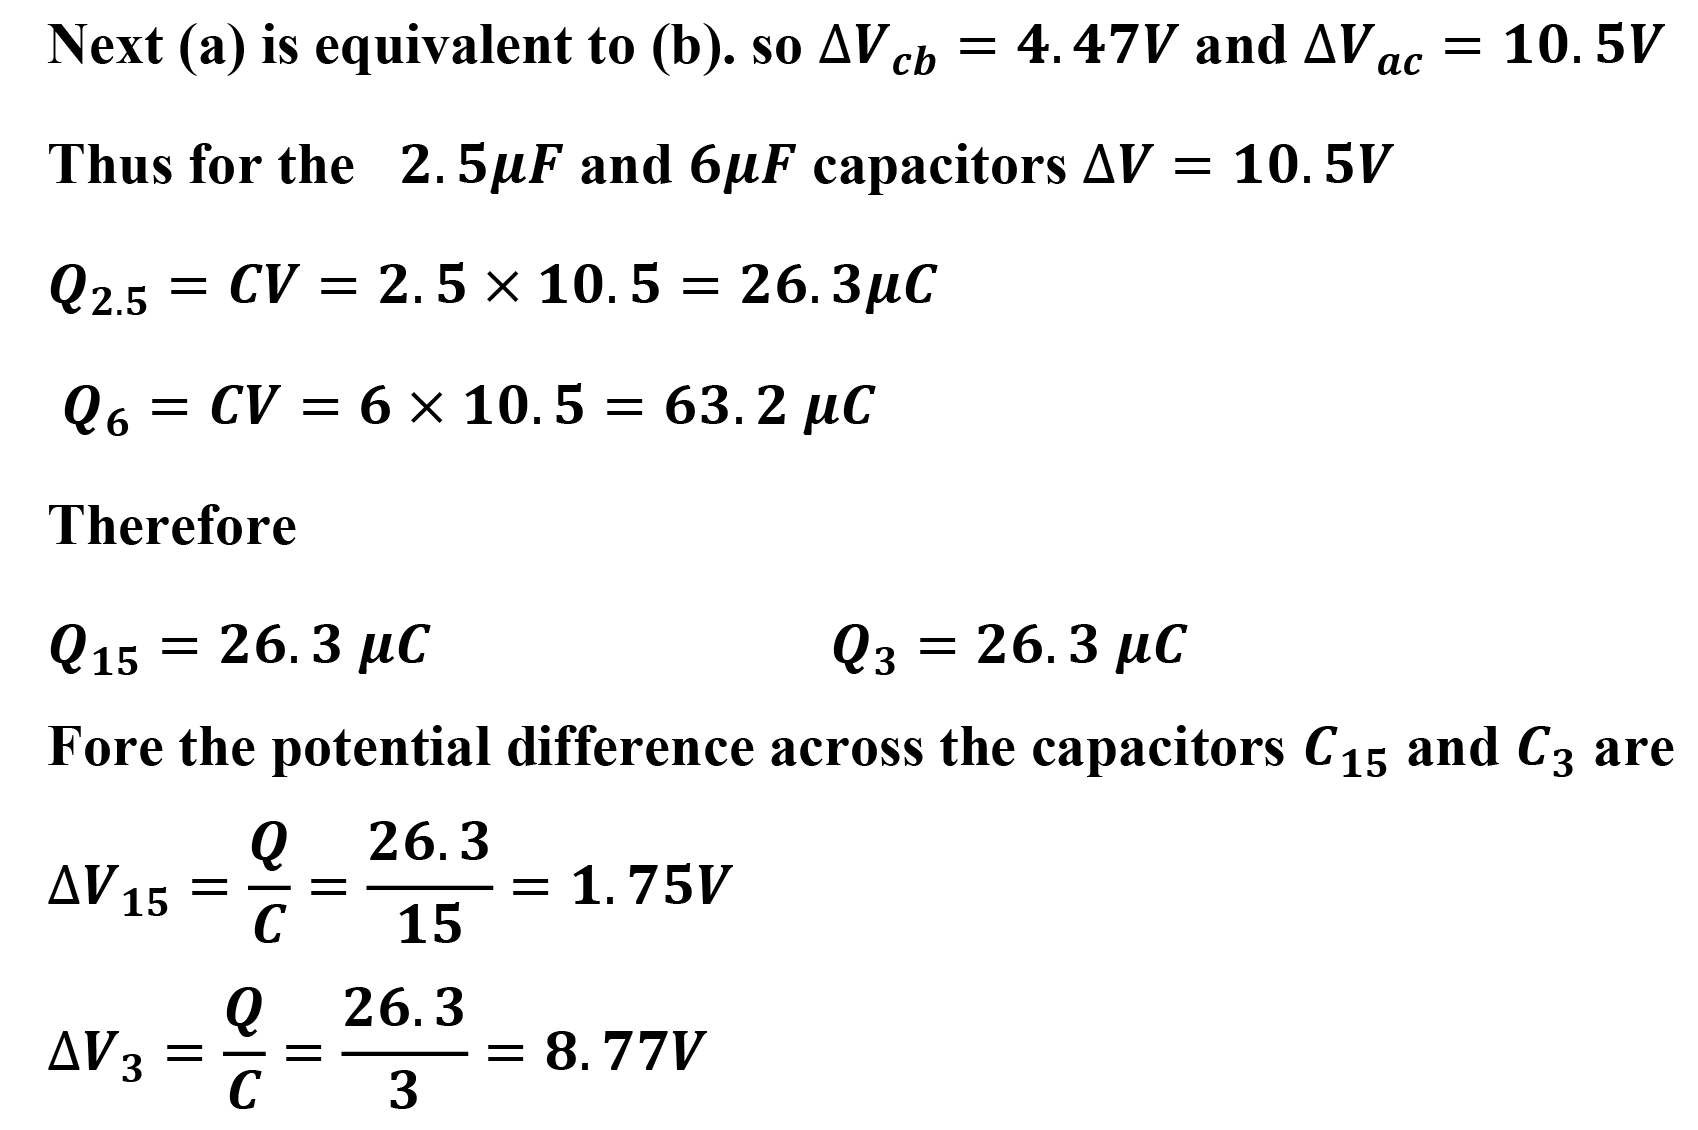 Next (a) is equivalent to (b). so ΔV_cb = 4.47V and ΔV_ac = 10.5V
Thus for the 2.5μF and 6μF capacitors ΔV = 10.5V
Q_2.5 = CV = 2.5 × 10.5 = 26.3μC
Q_6 = CV = 6 × 10.5 = 63.2 μC
Therefore
Q_15 = 26.3 μC Q_3 = 26.3 μC
Fore the potential difference across the capacitors C_15 and C_3 are
ΔV_15 = Q/C = 26.3/15 = 1.75V
ΔV_3 = Q/C = 26.3/3 = 8.77V